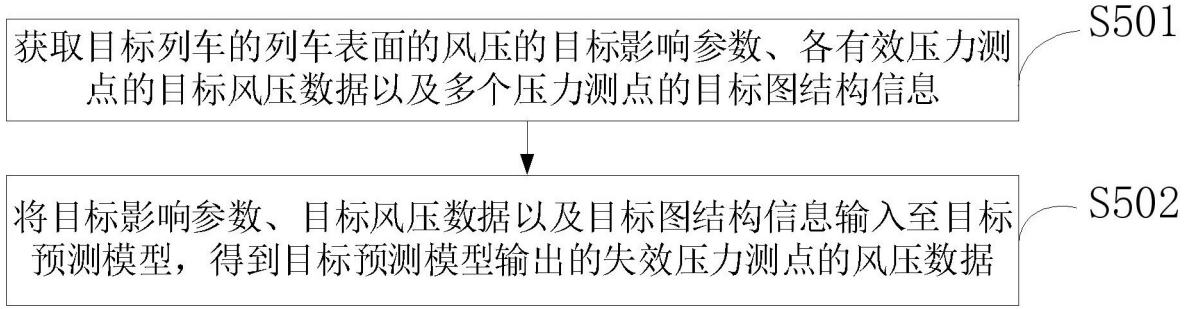 获取目标列车的列车表面的风压的目标影响参数、各有效压力测
点的目标风压数据以及多个压力测点的目标图结构信息
S501
将目标影响参数、目标风压数据以及目标图结构信息输入至目标
预测模型，得到目标预测模型输出的失效压力测点的风压数据
S502